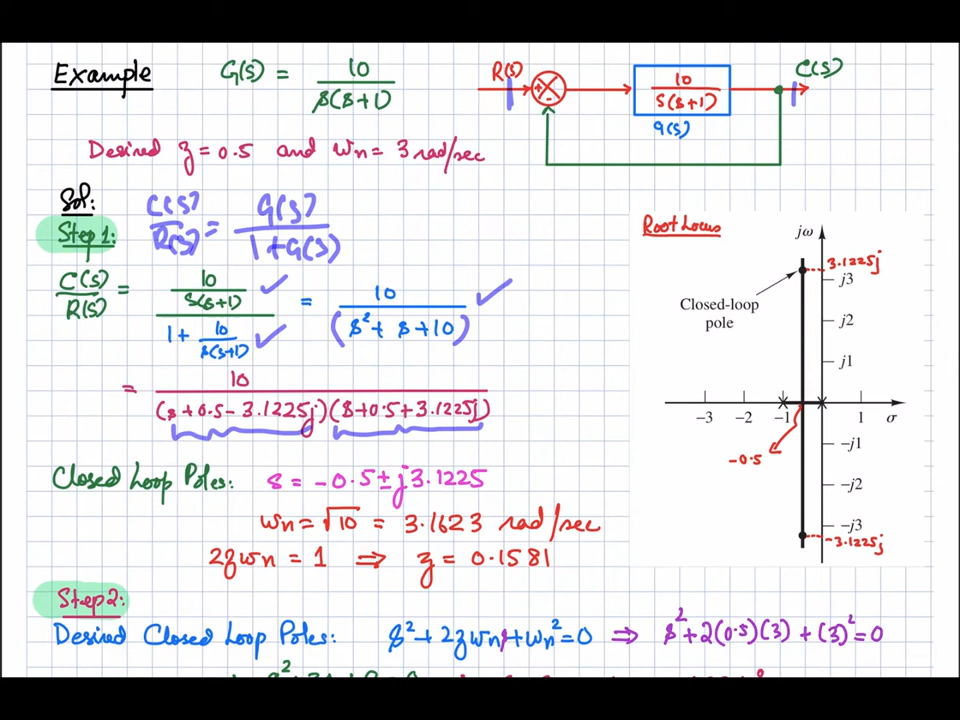 Example G(s) = 10 / s(s+1)
R(s) + - 10 / s(s+1) G(s) C(s)
Desired ζ = 0.5 and ωn = 3 rad/sec
Sol:
Step 1: C(s)/R(s) = G(s) / 1+G(s)
C(s)/R(s) = 10/s(s+1) / 1 + 10/s(s+1) = 10 / (s² + s + 10)
= 10 / (s+0.5-3.1225j)(s+0.5+3.1225j)
Closed Loop Poles: s = -0.5 ± j3.1225
ωn = √10 = 3.1623 rad/sec
2ζωn = 1 ⇒ ζ = 0.1581
Root Locus
jω
3.1225j
j3
Closed-loop
pole
j2
j1
-3 -2 -1 1 σ
-0.5
-j1
-j2
-j3
-3.1225j
Step 2:
Desired Closed Loop Poles: s² + 2ζωns + ωn² = 0 ⇒ s² + 2(0.5)(3) + (3)² = 0